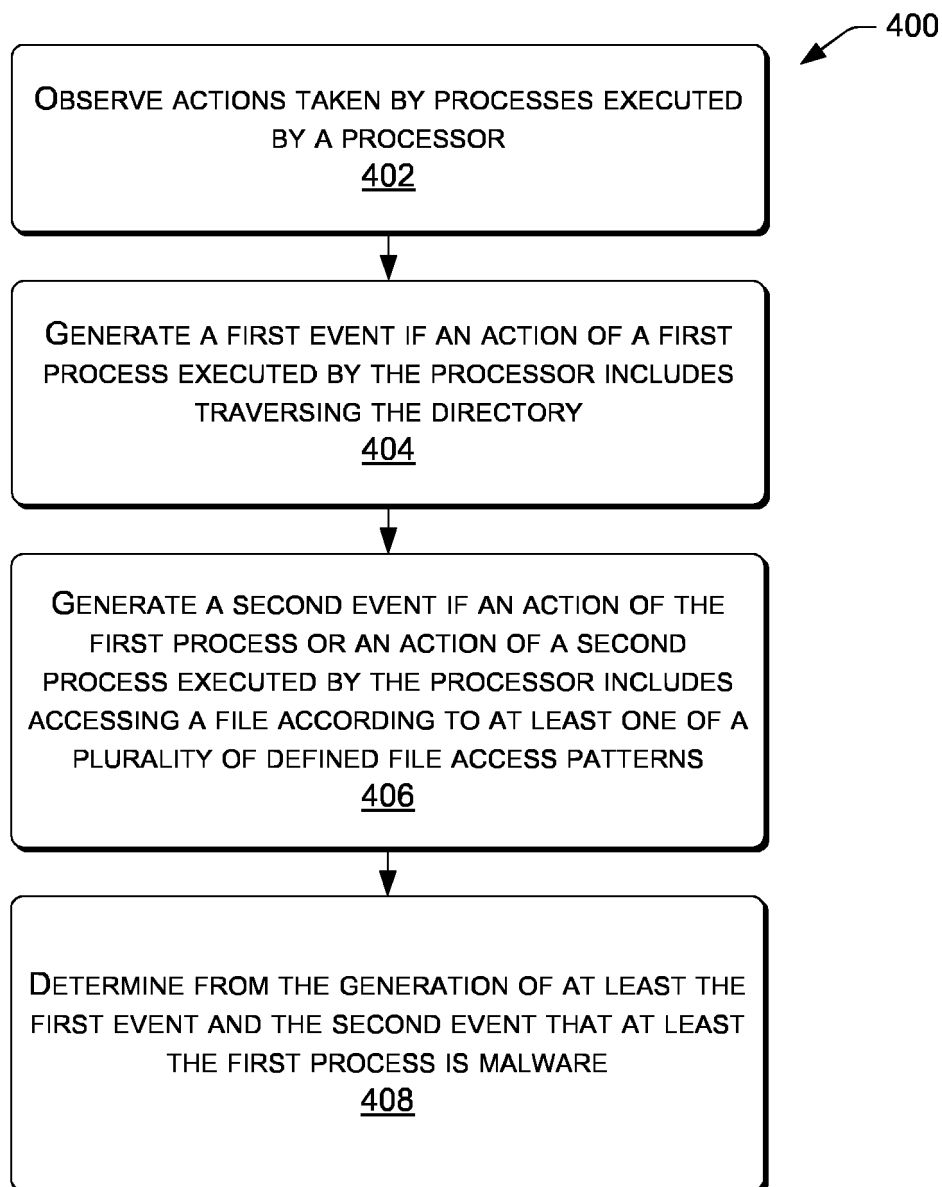 400
OBSERVE ACTIONS TAKEN BY PROCESSES EXECUTED
BY A PROCESSOR
402
GENERATE A FIRST EVENT IF AN ACTION OF A FIRST
PROCESS EXECUTED BY THE PROCESSOR INCLUDES
TRAVERSING THE DIRECTORY
404
GENERATE A SECOND EVENT IF AN ACTION OF THE
FIRST PROCESS OR AN ACTION OF A SECOND
PROCESS EXECUTED BY THE PROCESSOR INCLUDES
ACCESSING A FILE ACCORDING TO AT LEAST ONE OF A
PLURALITY OF DEFINED FILE ACCESS PATTERNS
406
DETERMINE FROM THE GENERATION OF AT LEAST THE
FIRST EVENT AND THE SECOND EVENT THAT AT LEAST
THE FIRST PROCESS IS MALWARE
408